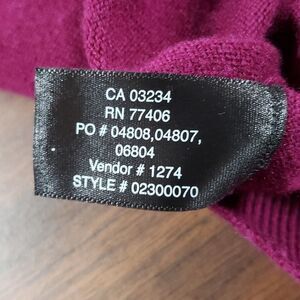 CA 03234
RN 77406
PO # 04808,04807,
06804
Vendor # 1274
STYLE # 02300070